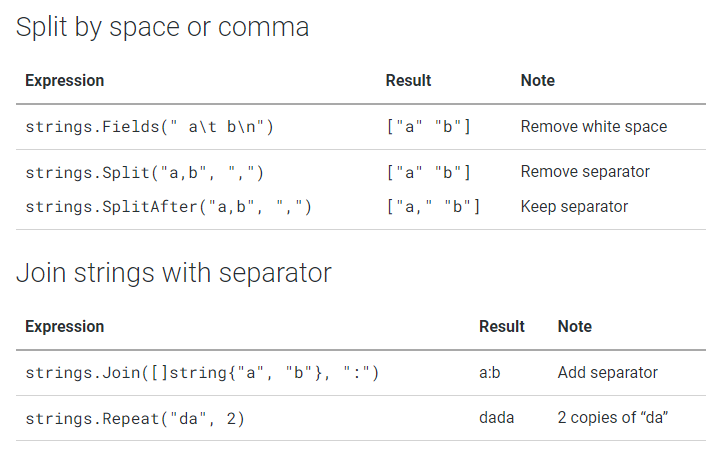 Split by space or comma
Expression Result Note
strings.Fields(" a\t b\n") ["a" "b"] Remove white space
strings.Split("a,b", ",") ["a" "b"] Remove separator
strings.SplitAfter("a,b", ",") ["a," "b"] Keep separator
Join strings with separator
Expression Result Note
strings.Join([]string{"a", "b"}, ":") a:b Add separator
strings.Repeat("da", 2) dada 2 copies of “da”